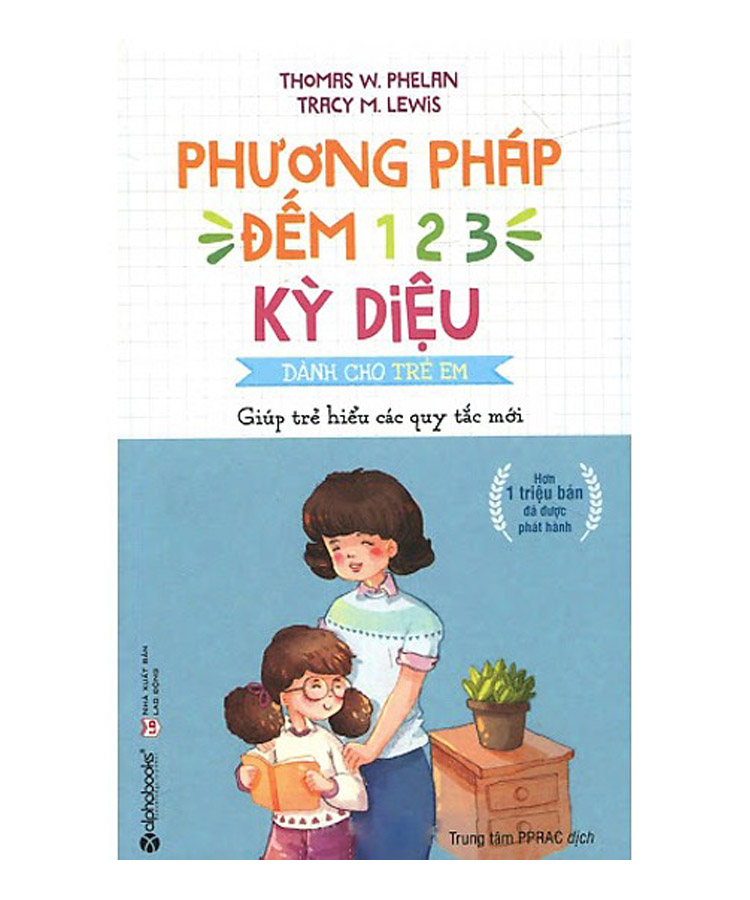 THOMAS W. PHELAN
TRACY M. LEWIS
PHƯƠNG PHÁP
ĐẾM 1 2 3
KỲ DIỆU
DÀNH CHO TRẺ EM
Giúp trẻ hiểu các quy tắc mới
Hơn
1 triệu bản
đã được
phát hành
NHÀ XUẤT BẢN
LAO ĐỘNG
LĐ
alphabooks®
Trung tâm PPRAC dịch